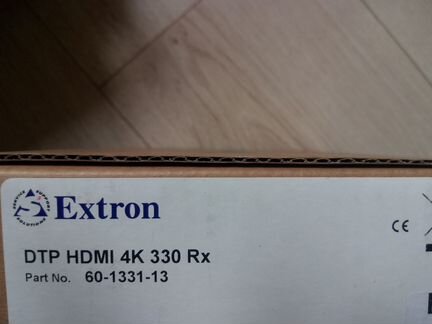 Extron
DTP HDMI 4K 330 Rx
Part No. 60-1331-13
CE